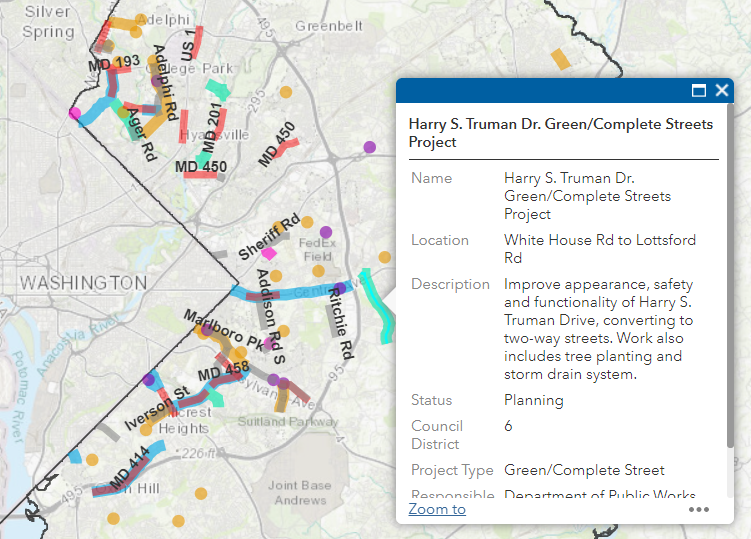 Silver
Spring
Adelphi
US 1
Greenbelt
MD 193
College Park
Adelphi Rd
295
Ager Rd
MD 201
Hyattsville
MD 450
MD 450
Sheriff Rd
FedEx
Field
WASHINGTON
Anacostia River
Central
Addison Rd S
Ritchie Rd
Marlboro Pk
Potomac River
MD 458
Pennsylvania Ave
95
Iverson St
Hillcrest
Heights
Suitland Parkway
226 ft
MD 414
495
Hill
Joint Base
Andrews
Harry S. Truman Dr. Green/Complete Streets
Project
Name Harry S. Truman Dr.
Green/Complete Streets
Project
Location White House Rd to Lottsford
Rd
Description Improve appearance, safety
and functionality of Harry S.
Truman Drive, converting to
two-way streets. Work also
includes tree planting and
storm drain system.
Status Planning
Council
District 6
Project Type Green/Complete Street
Responsible Department of Public Works
Zoom to